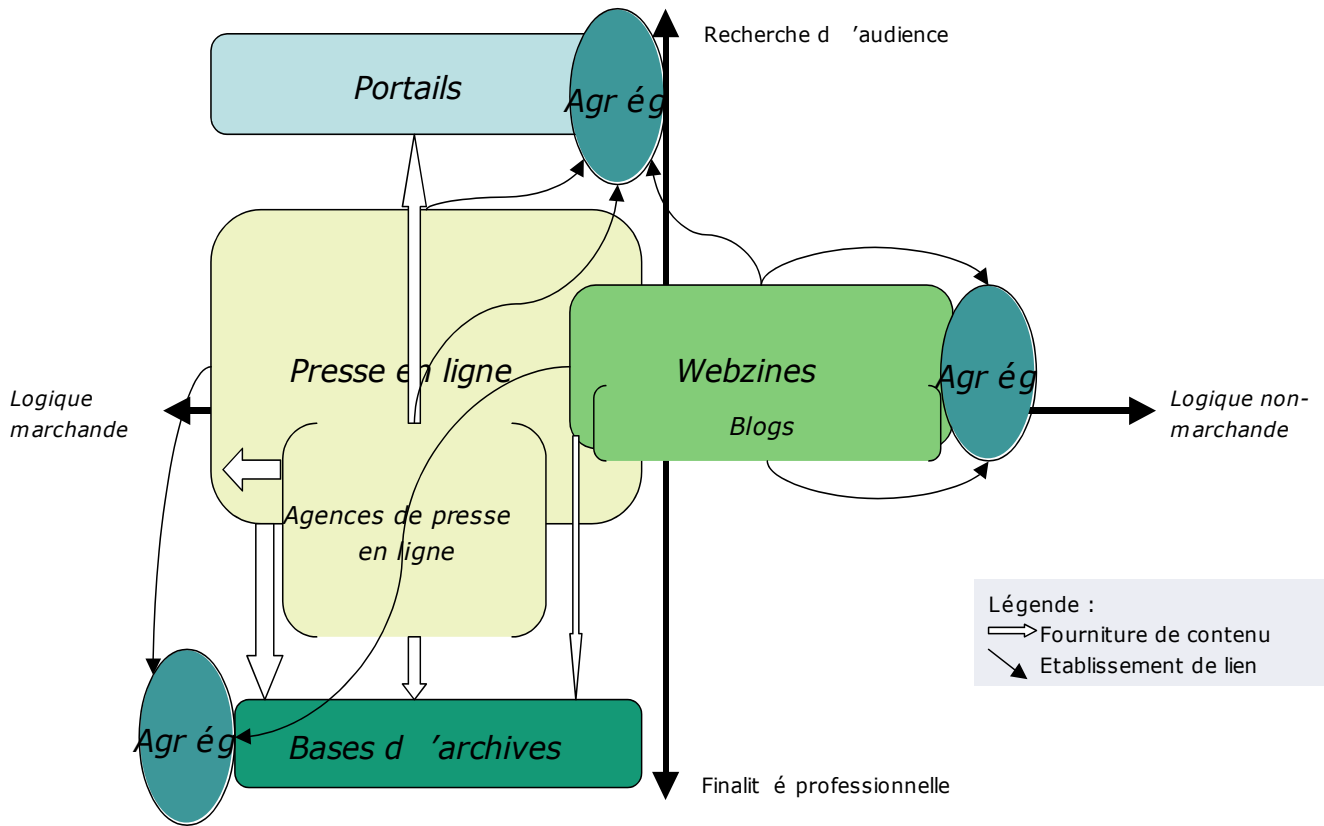 Recherche d ’audience
Portails
Agr ég
Presse en ligne
Webzines
Agr ég
Blogs
Logique
marchande
Logique non-
marchande
Agences de presse
en ligne
Légende :
Fourniture de contenu
Etablissement de lien
Agr ég
Bases d ’archives
Finalit é professionnelle